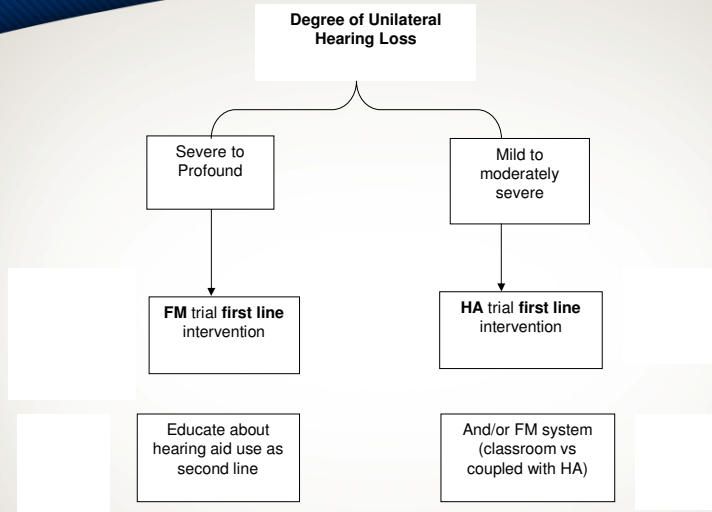 Degree of Unilateral
Hearing Loss
Severe to
Profound
Mild to
moderately
severe
FM trial first line
intervention
HA trial first line
intervention
Educate about
hearing aid use as
second line
And/or FM system
(classroom vs
coupled with HA)